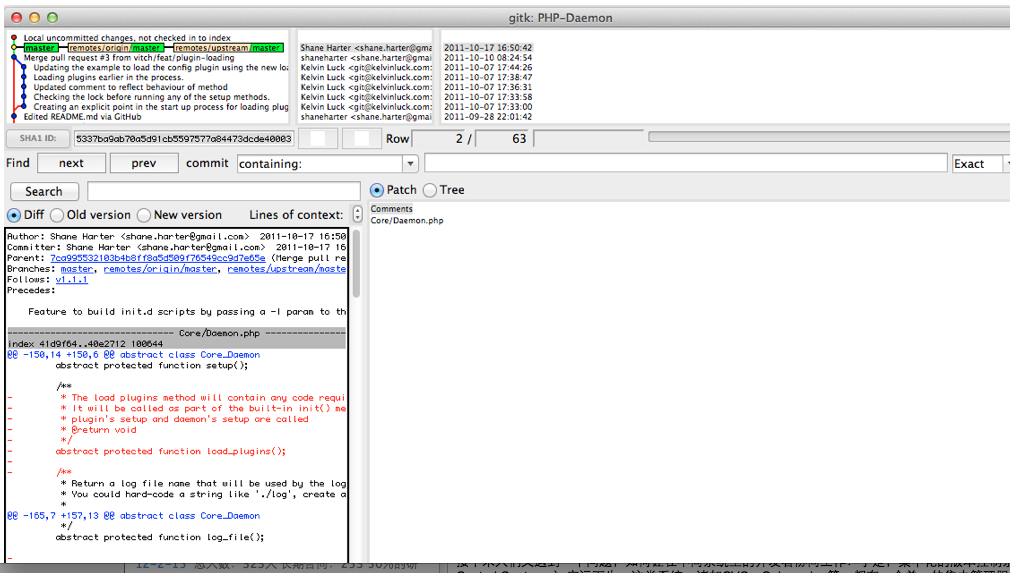 gitk: PHP-Daemon
Local uncommitted changes, not checked in to index
master remotes/origin/master remotes/upstream/master
Merge pull request #3 from vitch/feat/plugin-loading
Updating the example to load the config plugin using the new loa
Loading plugins earlier in the process.
Updated comment to reflect behaviour of method
Checking the lock before running any of the setup methods.
Creating an explicit point in the start up process for loading plug
Edited README.md via GitHub
Shane Harter <shane.harter@gma 2011-10-17 16:50:42
shaneharter <shane.harter@gmai 2011-10-10 08:24:54
Kelvin Luck <git@kelvinluck.com: 2011-10-07 17:44:26
Kelvin Luck <git@kelvinluck.com: 2011-10-07 17:38:47
Kelvin Luck <git@kelvinluck.com: 2011-10-07 17:36:31
Kelvin Luck <git@kelvinluck.com: 2011-10-07 17:33:58
Kelvin Luck <git@kelvinluck.com: 2011-10-07 17:33:00
shaneharter <shane.harter@gmai 2011-09-28 22:01:42
SHA1 ID: 5337ba9ab70a5d91cb5597577a84473dcde40003 Row 2 / 63
Find next prev commit containing: Exact
Search
Patch Tree
Diff Old version New version Lines of context:
Comments
Core/Daemon.php
Author: Shane Harter <shane.harter@gmail.com> 2011-10-17 16:50
Committer: Shane Harter <shane.harter@gmail.com> 2011-10-17 16
Parent: 7ca995532103b4b8ff8a5d509f76549cc9d7e65e (Merge pull re
Branches: master, remotes/origin/master, remotes/upstream/maste
Follows: v1.1.1
Precedes:
Feature to build init.d scripts by passing a -I param to th
------------------------------- Core/Daemon.php ---------------
index 41d9f64..40e2712 100644
@@ -150,14 +150,6 @@ abstract class Core_Daemon
abstract protected function setup();
/**
- * The load plugins method will contain any code requi
- * It will be called as part of the built-in init() me
- * plugin's setup and daemon's setup are called
- * @return void
- */
- abstract protected function load_plugins();
-
- /**
* Return a log file name that will be used by the log
* You could hard-code a string like './log', create a
*
@@ -165,7 +157,13 @@ abstract class Core_Daemon
*/
abstract protected function log_file();
-